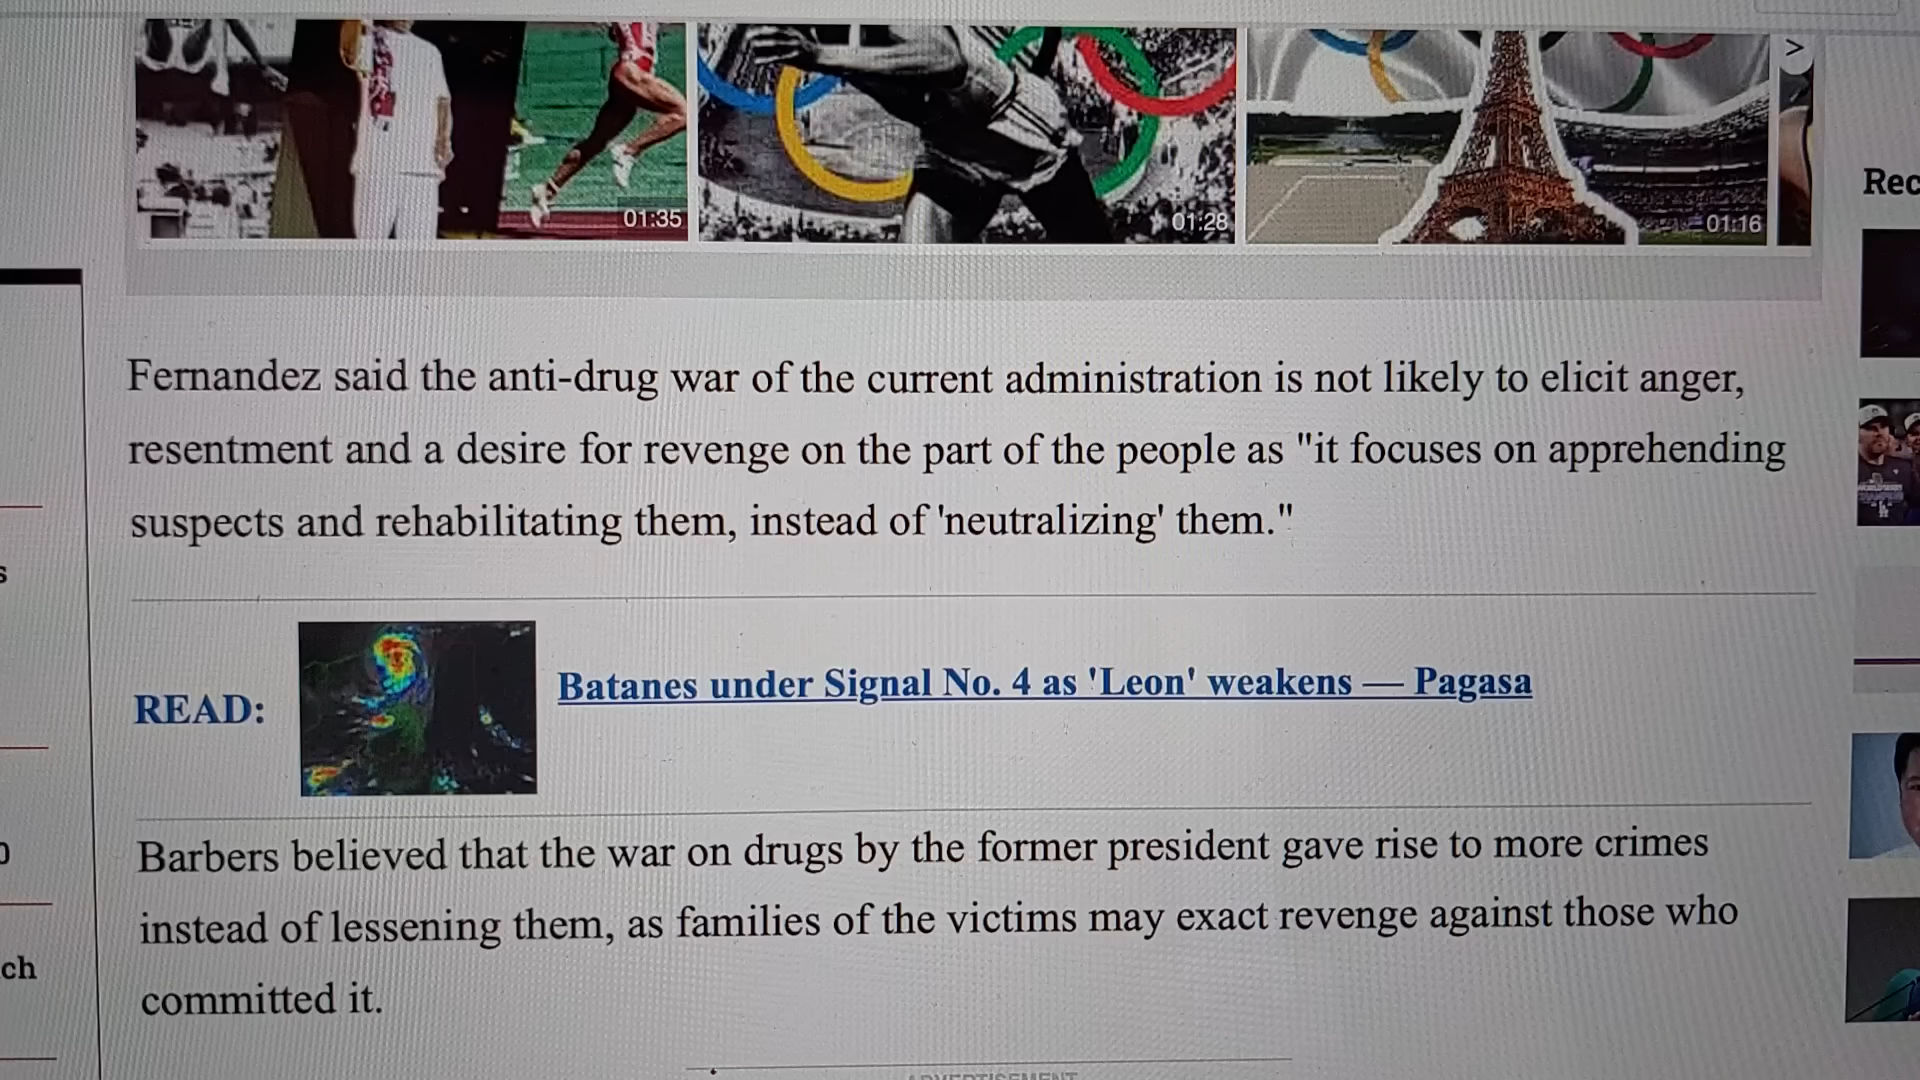 >
01:35
01:28
01:16
Rec
Fernandez said the anti-drug war of the current administration is not likely to elicit anger,
resentment and a desire for revenge on the part of the people as "it focuses on apprehending
suspects and rehabilitating them, instead of 'neutralizing' them."
READ:
Batanes under Signal No. 4 as 'Leon' weakens — Pagasa
Barbers believed that the war on drugs by the former president gave rise to more crimes
instead of lessening them, as families of the victims may exact revenge against those who
committed it.
s
ch
ADVERTISEMENT